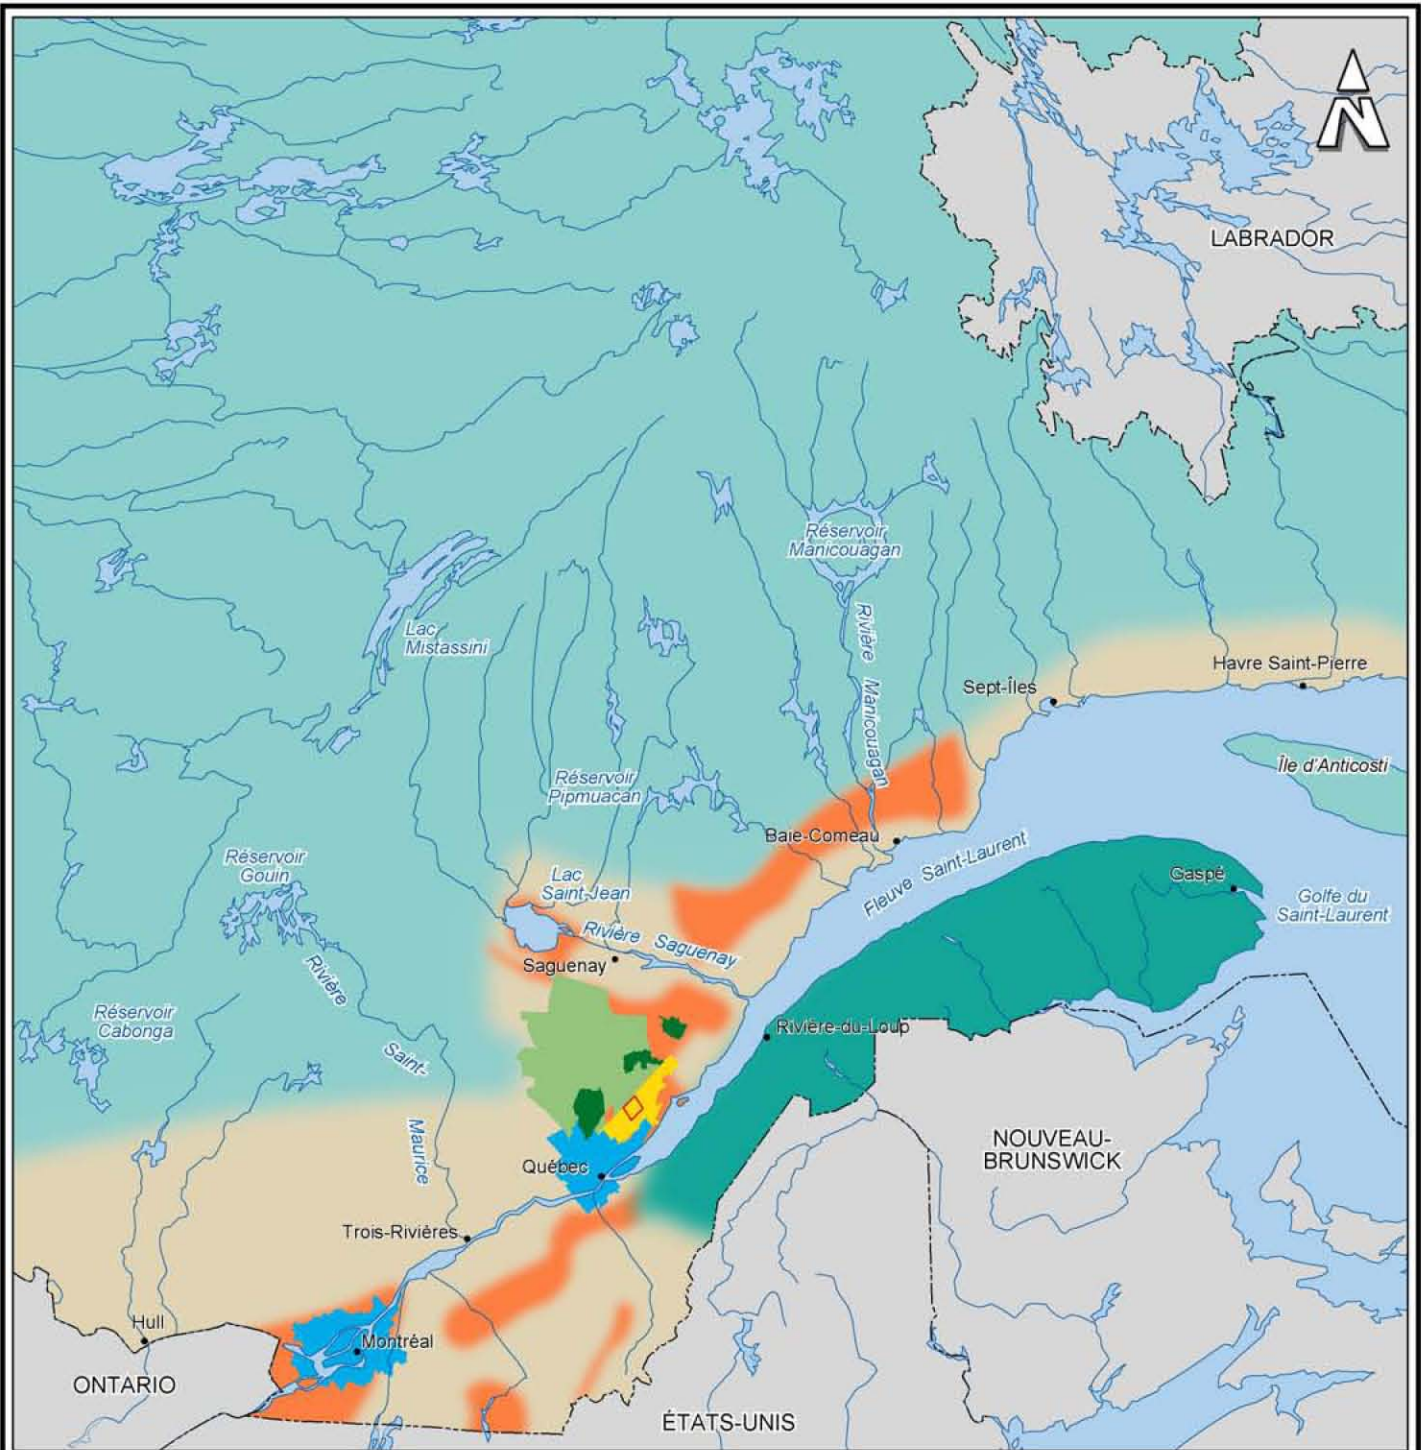 N
LABRADOR
Réservoir
Manicouagan
Rivière Manicouagan
Lac
Mistassini
Havre Saint-Pierre
Sept-Îles
Île d'Anticosti
Réservoir
Pipmuacan
Baie-Comeau
Fleuve Saint-Laurent
Réservoir
Gouin
Lac
Saint-Jean
Gaspé
Golfe du
Saint-Laurent
Rivière Saguenay
Saguenay
Rivière
Saint-
Maurice
Réservoir
Cabonga
Rivière-du-Loup
NOUVEAU-
BRUNSWICK
Québec
Trois-Rivières
Hull
Montréal
ONTARIO
ÉTATS-UNIS